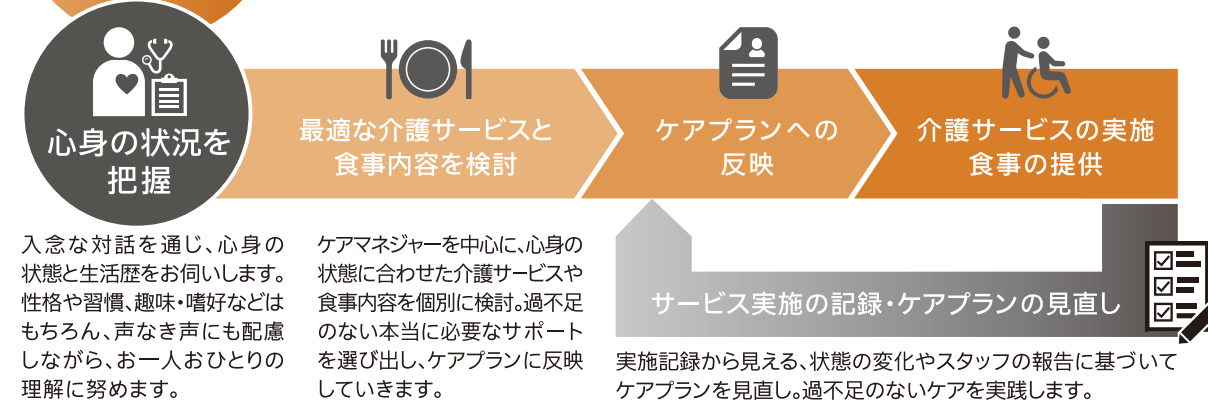 心身の状況を
把握
最適な介護サービスと
食事内容を検討
ケアプランへの
反映
介護サービスの実施
食事の提供
入念な対話を通じ、心身の
状態と生活歴をお伺いします。
性格や習慣、趣味・嗜好などは
もちろん、声なき声にも配慮
しながら、お一人おひとりの
理解に努めます。
ケアマネジャーを中心に、心身の
状態に合わせた介護サービスや
食事内容を個別に検討。過不足
のない本当に必要なサポート
を選び出し、ケアプランに反映
していきます。
サービス実施の記録・ケアプランの見直し
実施記録から見える、状態の変化やスタッフの報告に基づいて
ケアプランを見直し。過不足のないケアを実践します。